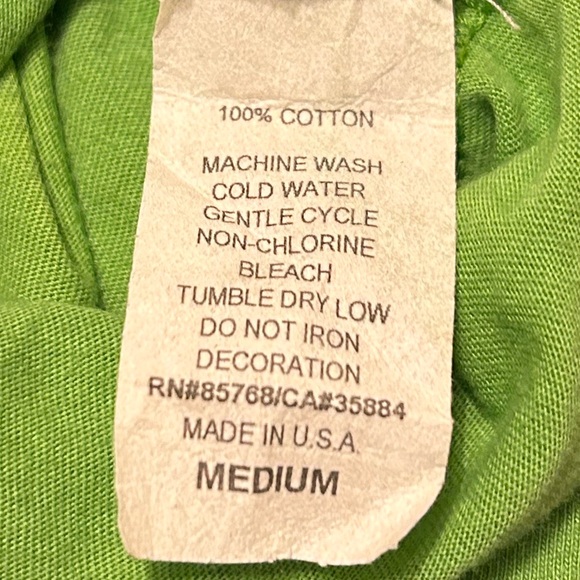 100% COTTON
MACHINE WASH
COLD WATER
GENTLE CYCLE
NON-CHLORINE
BLEACH
TUMBLE DRY LOW
DO NOT IRON
DECORATION
RN#85768/CA#35884
MADE IN U.S.A.
MEDIUM